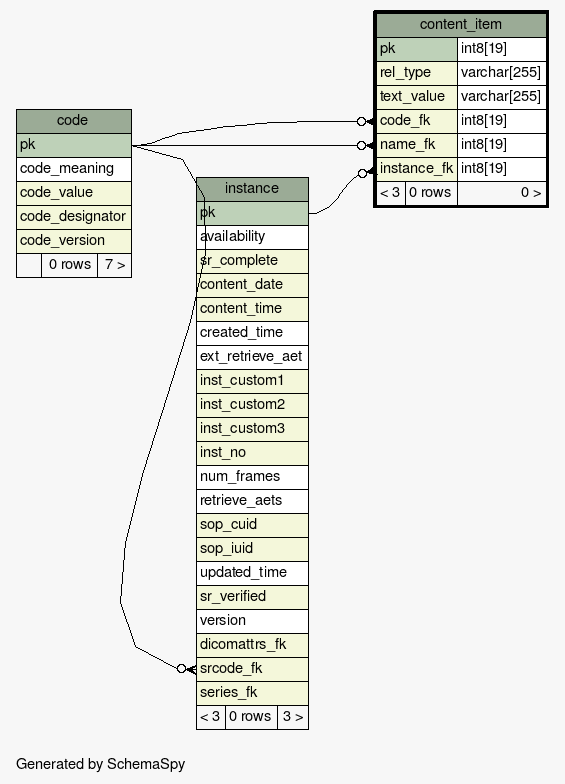 content_item
pk int8[19]
rel_type varchar[255]
text_value varchar[255]
code_fk int8[19]
name_fk int8[19]
instance_fk int8[19]
< 3 0 rows 0 >
code
pk
code_meaning
code_value
code_designator
code_version
0 rows 7 >
instance
pk
availability
sr_complete
content_date
content_time
created_time
ext_retrieve_aet
inst_custom1
inst_custom2
inst_custom3
inst_no
num_frames
retrieve_aets
sop_cuid
sop_iuid
updated_time
sr_verified
version
dicomattrs_fk
srcode_fk
series_fk
< 3 0 rows 3 >
Generated by SchemaSpy